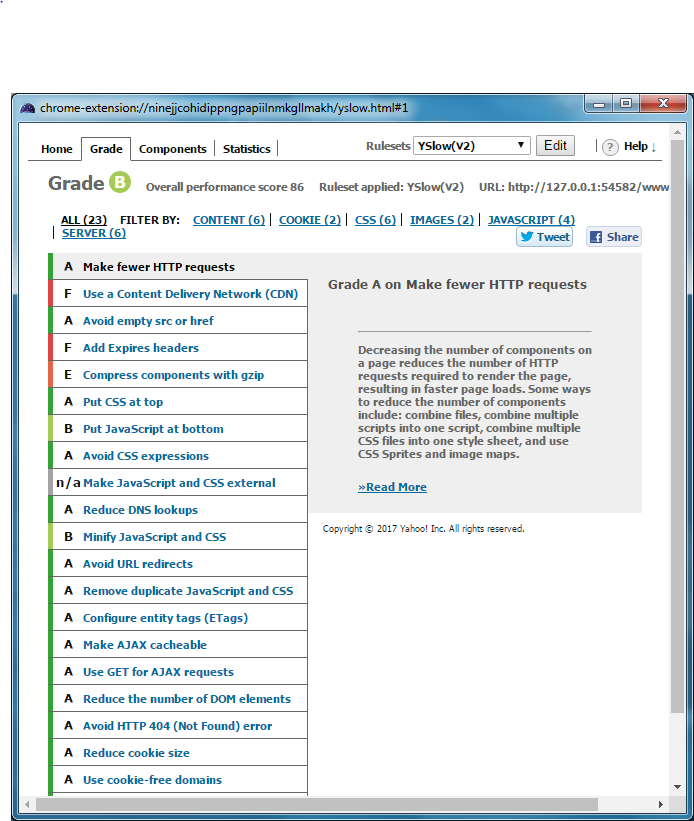 chrome-extension://ninejjcohidippngpapiilnmkgllmakh/yslow.html#1
Home Grade Components Statistics Rulesets YSlow(V2) Edit ? Help ↓
Grade B Overall performance score 86 Ruleset applied: YSlow(V2) URL: http://127.0.0.1:54582/www
ALL (23) FILTER BY: CONTENT (6) COOKIE (2) CSS (6) IMAGES (2) JAVASCRIPT (4)
SERVER (6)
Tweet Share
A Make fewer HTTP requests
F Use a Content Delivery Network (CDN)
A Avoid empty src or href
F Add Expires headers
E Compress components with gzip
A Put CSS at top
B Put JavaScript at bottom
A Avoid CSS expressions
n/a Make JavaScript and CSS external
A Reduce DNS lookups
B Minify JavaScript and CSS
A Avoid URL redirects
A Remove duplicate JavaScript and CSS
A Configure entity tags (ETags)
A Make AJAX cacheable
A Use GET for AJAX requests
A Reduce the number of DOM elements
A Avoid HTTP 404 (Not Found) error
A Reduce cookie size
A Use cookie-free domains
Grade A on Make fewer HTTP requests
Decreasing the number of components on
a page reduces the number of HTTP
requests required to render the page,
resulting in faster page loads. Some ways
to reduce the number of components
include: combine files, combine multiple
scripts into one script, combine multiple
CSS files into one style sheet, and use
CSS Sprites and image maps.
»Read More
Copyright © 2017 Yahoo! Inc. All rights reserved.